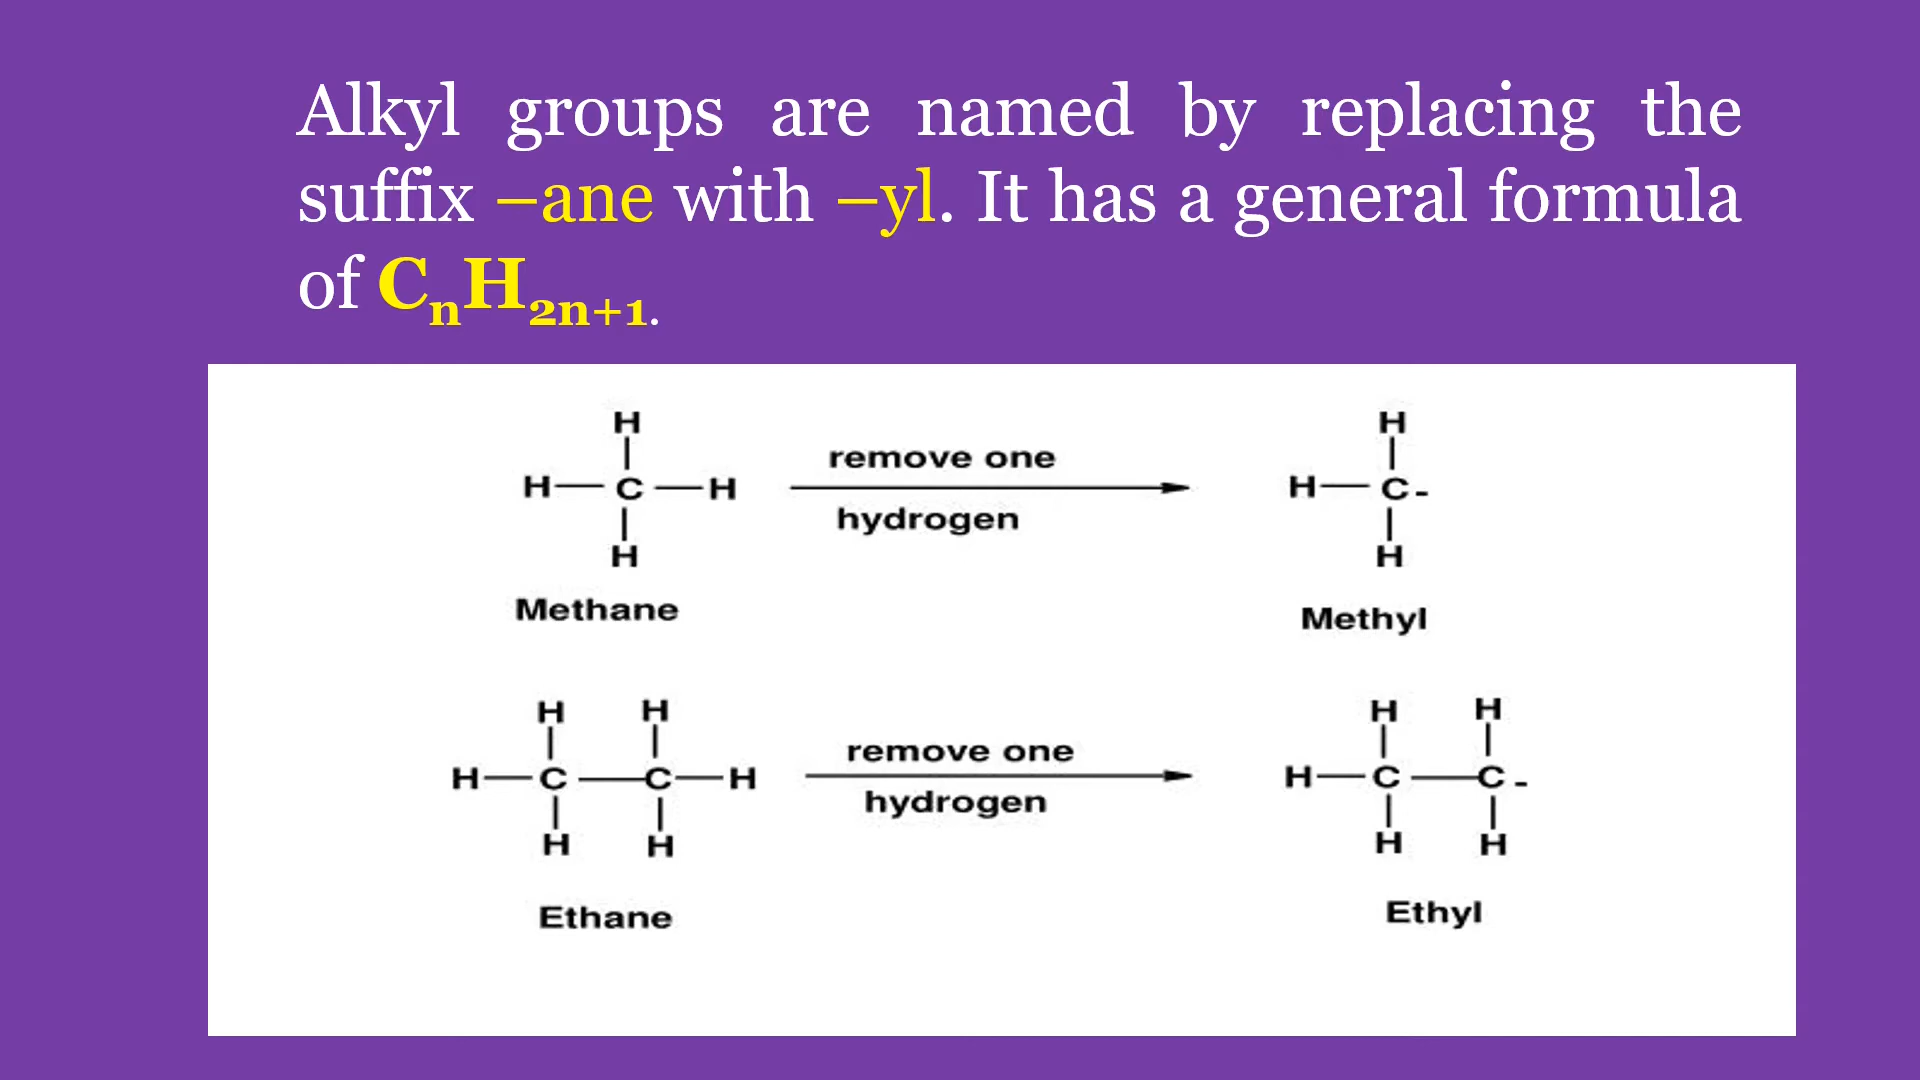 Alkyl groups are named by replacing the
suffix –ane with –yl. It has a general formula
of CₙH₂ₙ₊₁.
H H
remove one
H C H H C-
hydrogen
H H
Methane Methyl
H H H H
remove one
H C C H H C C-
hydrogen
H H H H
Ethane Ethyl